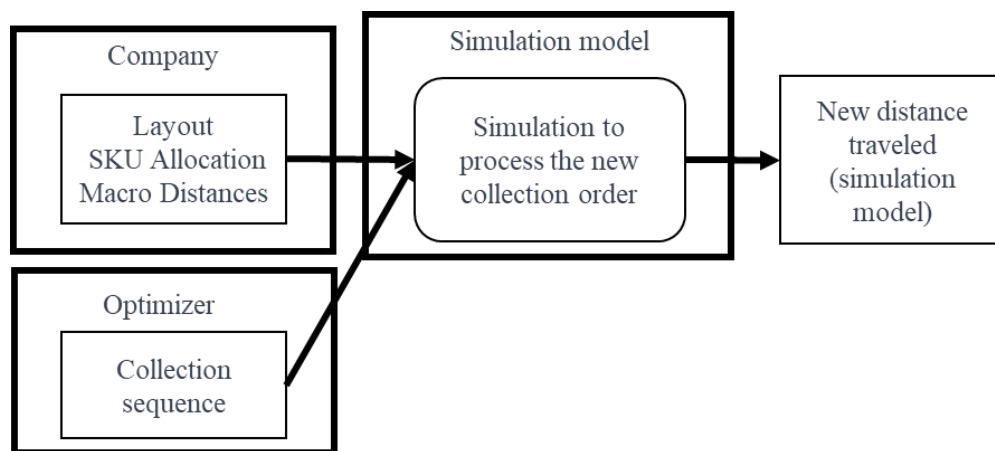 Company
Layout
SKU Allocation
Macro Distances
Optimizer
Collection
sequence
Simulation model
Simulation to
process the new
collection order
New distance
traveled
(simulation
model)